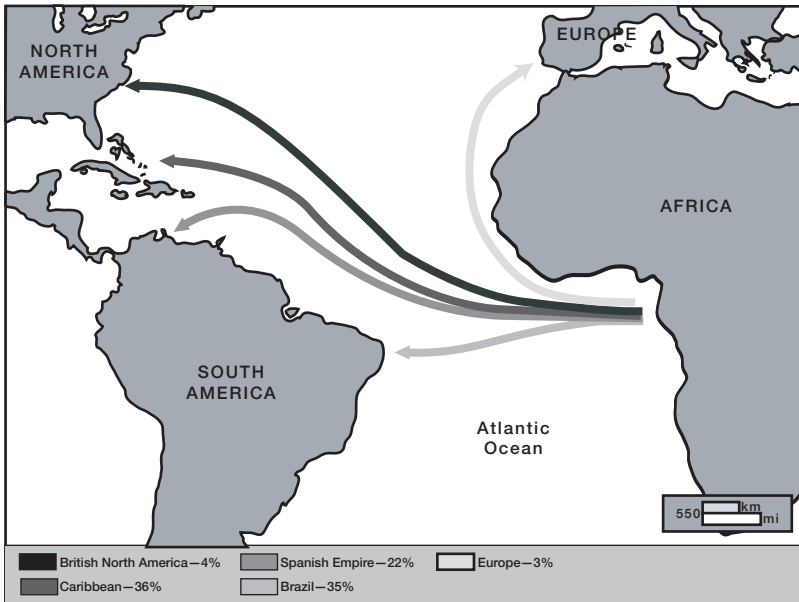 NORTH
AMERICA
EUROPE
AFRICA
SOUTH
AMERICA
Atlantic
Ocean
550 km
mi
British North America—4%
Spanish Empire—22%
Europe—3%
Caribbean—36%
Brazil—35%